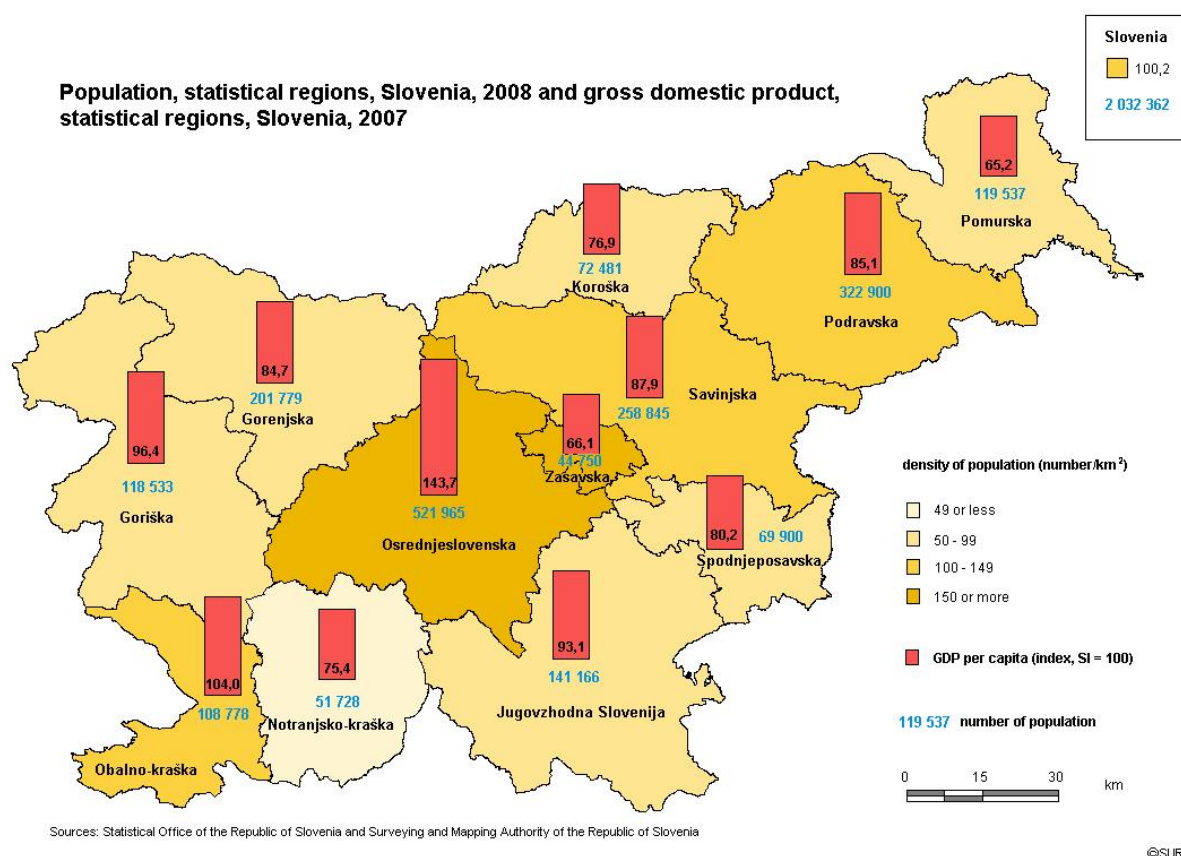 Slovenia
100,2
2 032 362
Population, statistical regions, Slovenia, 2008 and gross domestic product,
statistical regions, Slovenia, 2007
65,2
119 537
Pomurska
76,9
72 481
Koroška
85,1
322 900
Podravska
84,7
201 779
Gorenjska
87,9
258 845
Savinjska
96,4
118 533
Goriška
143,7
521 965
Osrednjeslovenska
66,1
44 750
Zasavska
80,2
69 900
Spodnjeposavska
93,1
141 166
Jugovzhodna Slovenija
104,0
108 778
Obalno-kraška
75,4
51 728
Notranjsko-kraška
density of population (number/km²)
49 or less
50 - 99
100 - 149
150 or more
GDP per capita (index, SI = 100)
119 537 number of population
0 15 30 km
Sources: Statistical Office of the Republic of Slovenia and Surveying and Mapping Authority of the Republic of Slovenia
©SUR